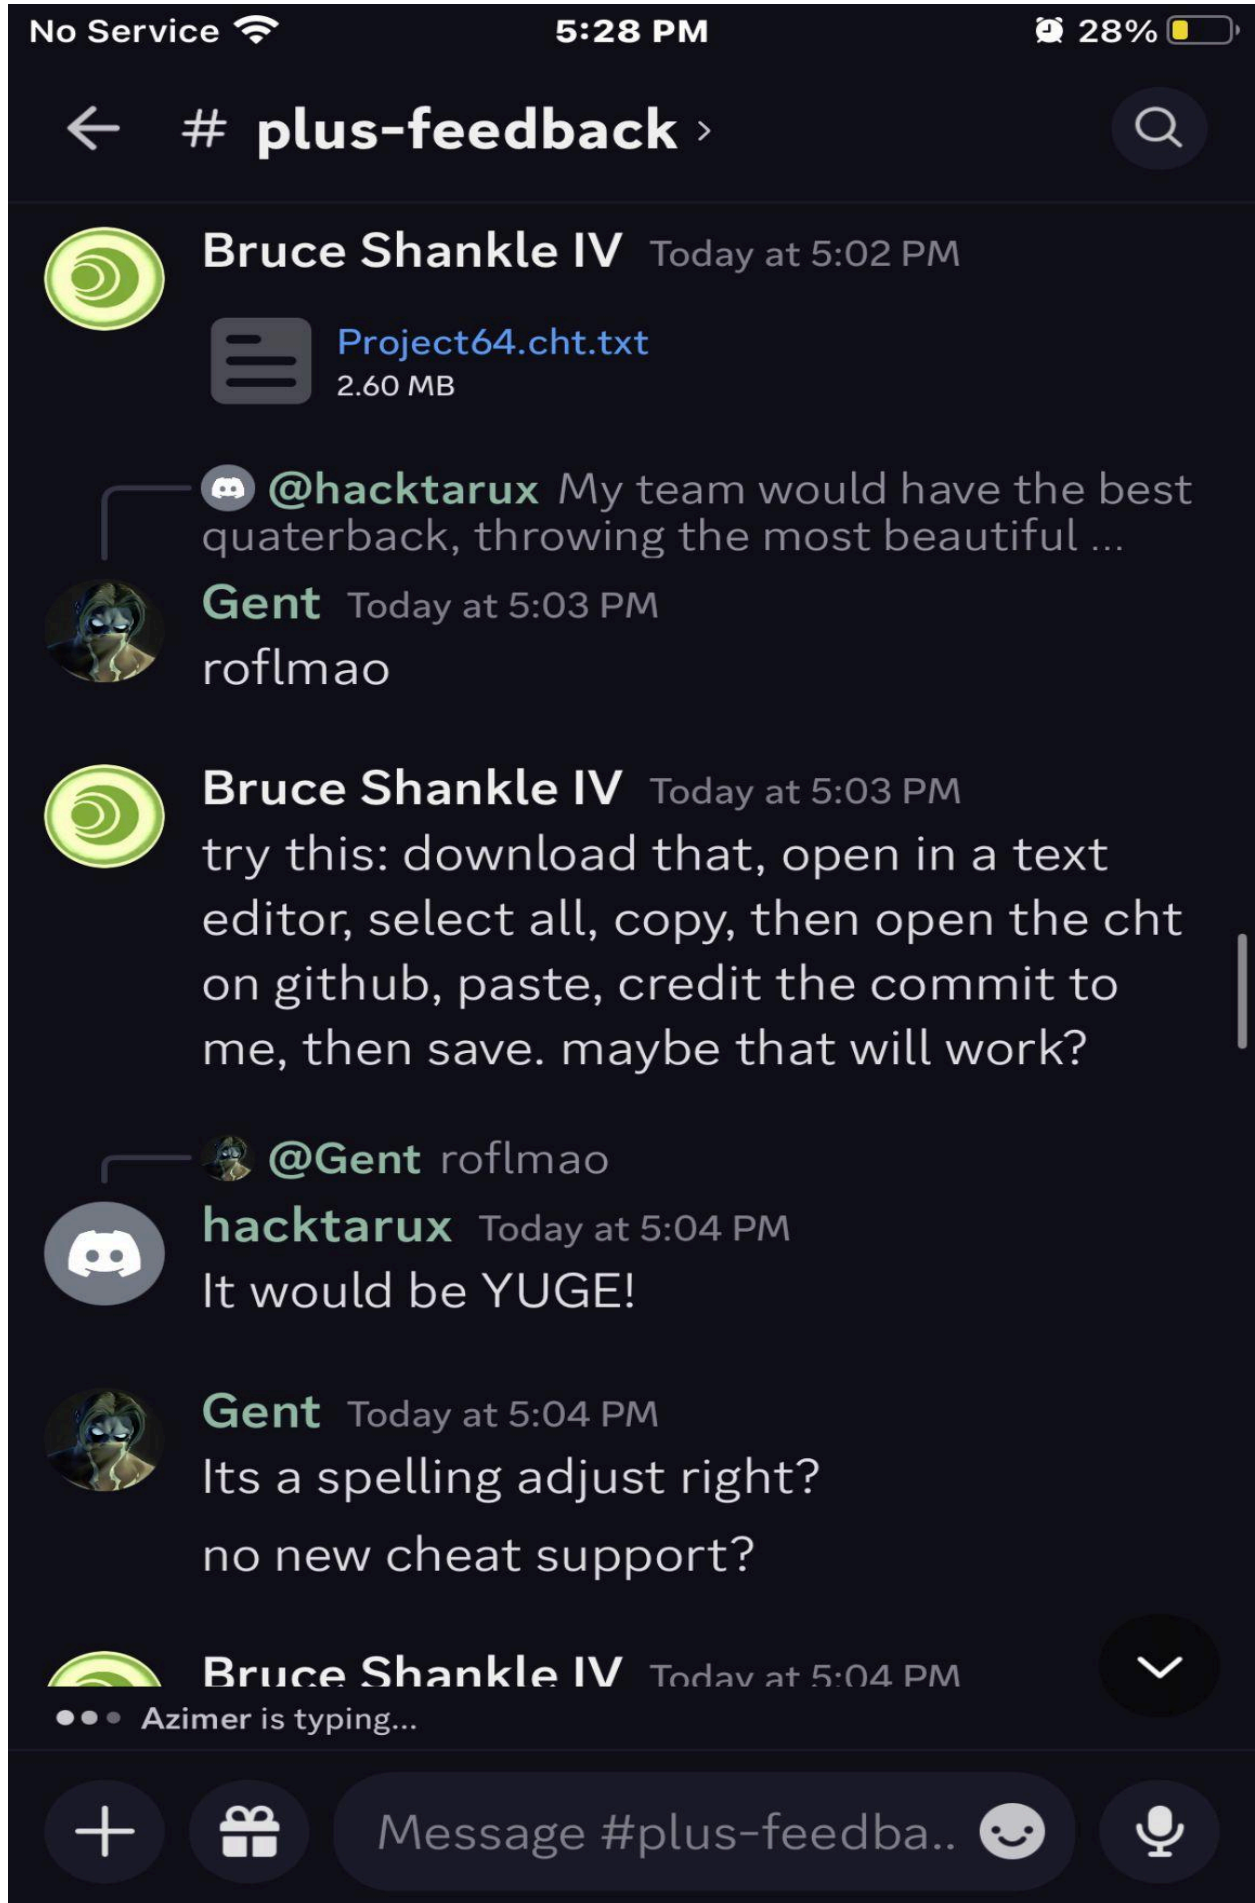 No Service 5:28 PM 28%
# plus-feedback ›
Bruce Shankle IV Today at 5:02 PM
Project64.cht.txt
2.60 MB
@hacktarux My team would have the best
quaterback, throwing the most beautiful ...
Gent Today at 5:03 PM
roflmao
Bruce Shankle IV Today at 5:03 PM
try this: download that, open in a text
editor, select all, copy, then open the cht
on github, paste, credit the commit to
me, then save. maybe that will work?
@Gent roflmao
hacktarux Today at 5:04 PM
It would be YUGE!
Gent Today at 5:04 PM
Its a spelling adjust right?
no new cheat support?
Bruce Shankle IV Today at 5:04 PM
Azimer is typing...
Message #plus-feedba..